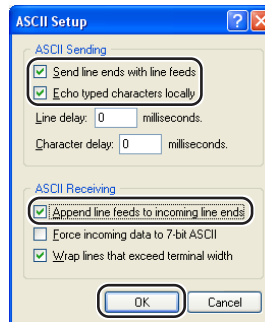 ASCII Setup
ASCII Sending
Send line ends with line feeds
Echo typed characters locally
Line delay: 0 milliseconds.
Character delay: 0 milliseconds.
ASCII Receiving
Append line feeds to incoming line ends
Force incoming data to 7-bit ASCII
Wrap lines that exceed terminal width
OK Cancel